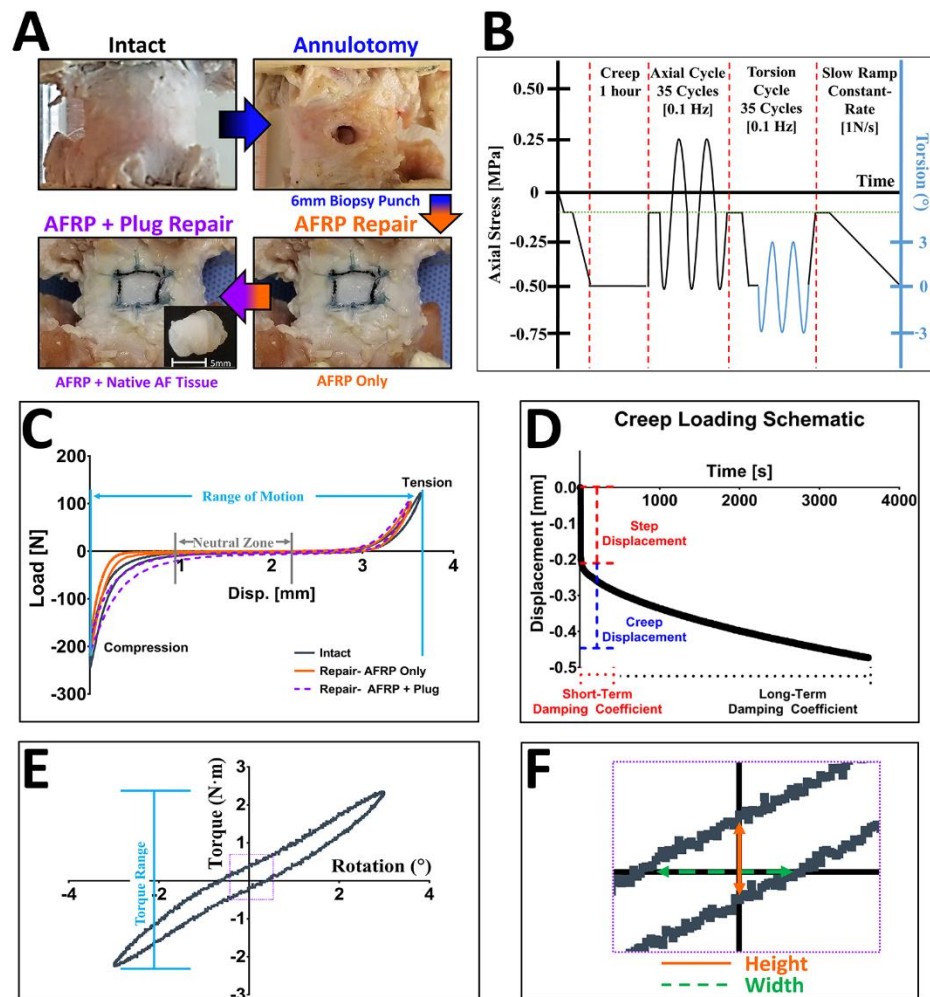 A
Intact
Annulotomy
6mm Biopsy Punch
AFRP + Plug Repair
AFRP Repair
5mm
AFRP + Native AF Tissue
AFRP Only
B
Creep
1 hour
Axial Cycle
35 Cycles
[0.1 Hz]
Torsion
Cycle
35 Cycles
[0.1 Hz]
Slow Ramp
Constant-
Rate
[1N/s]
Axial Stress [MPa]
0.50
0.25
0
-0.25
-0.50
-0.75
Time
Torsion (°)
3
0
-3
C
Load [N]
200
100
0
-100
-200
-300
Tension
Range of Motion
Neutral Zone
1
2
3
4
Disp. [mm]
Compression
Intact
Repair- AFRP Only
Repair- AFRP + Plug
D
Creep Loading Schematic
Time [s]
1000
2000
3000
4000
Displacement [mm]
0.0
-0.1
-0.2
-0.3
-0.4
-0.5
Step
Displacement
Creep
Displacement
Short-Term
Damping Coefficient
Long-Term
Damping Coefficient
E
Torque (N·m)
3
2
1
-1
-2
-3
Torque Range
Rotation (°)
-4
-2
0
2
4
F
Height
Width